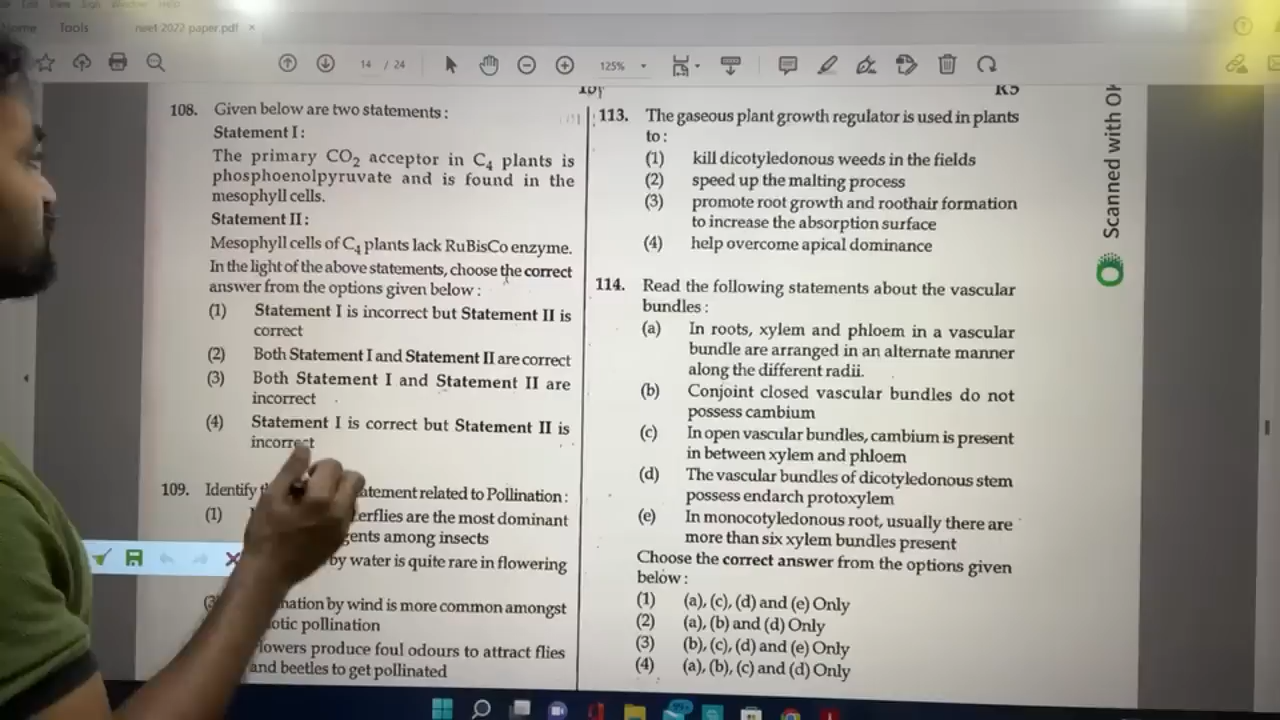 Home Tools neet 2022 paper.pdf ×
14 / 24 125%
108. Given below are two statements :
Statement I :
The primary CO2 acceptor in C4 plants is
phosphoenolpyruvate and is found in the
mesophyll cells.
Statement II :
Mesophyll cells of C4 plants lack RuBisCo enzyme.
In the light of the above statements, choose the correct
answer from the options given below :
(1) Statement I is incorrect but Statement II is
correct
(2) Both Statement I and Statement II are correct
(3) Both Statement I and Statement II are
incorrect
(4) Statement I is correct but Statement II is
incorrect
109. Identify atement related to Pollination :
(1) erflies are the most dominant
gents among insects
by water is quite rare in flowering
nation by wind is more common amongst
otic pollination
lowers produce foul odours to attract flies
and beetles to get pollinated
K5
113. The gaseous plant growth regulator is used in plants
to :
(1) kill dicotyledonous weeds in the fields
(2) speed up the malting process
(3) promote root growth and roothair formation
to increase the absorption surface
(4) help overcome apical dominance
114. Read the following statements about the vascular
bundles :
(a) In roots, xylem and phloem in a vascular
bundle are arranged in an alternate manner
along the different radii.
(b) Conjoint closed vascular bundles do not
possess cambium
(c) In open vascular bundles, cambium is present
in between xylem and phloem
(d) The vascular bundles of dicotyledonous stem
possess endarch protoxylem
(e) In monocotyledonous root, usually there are
more than six xylem bundles present
Choose the correct answer from the options given
below :
(1) (a), (c), (d) and (e) Only
(2) (a), (b) and (d) Only
(3) (b), (c), (d) and (e) Only
(4) (a), (b), (c) and (d) Only
Scanned with
99+